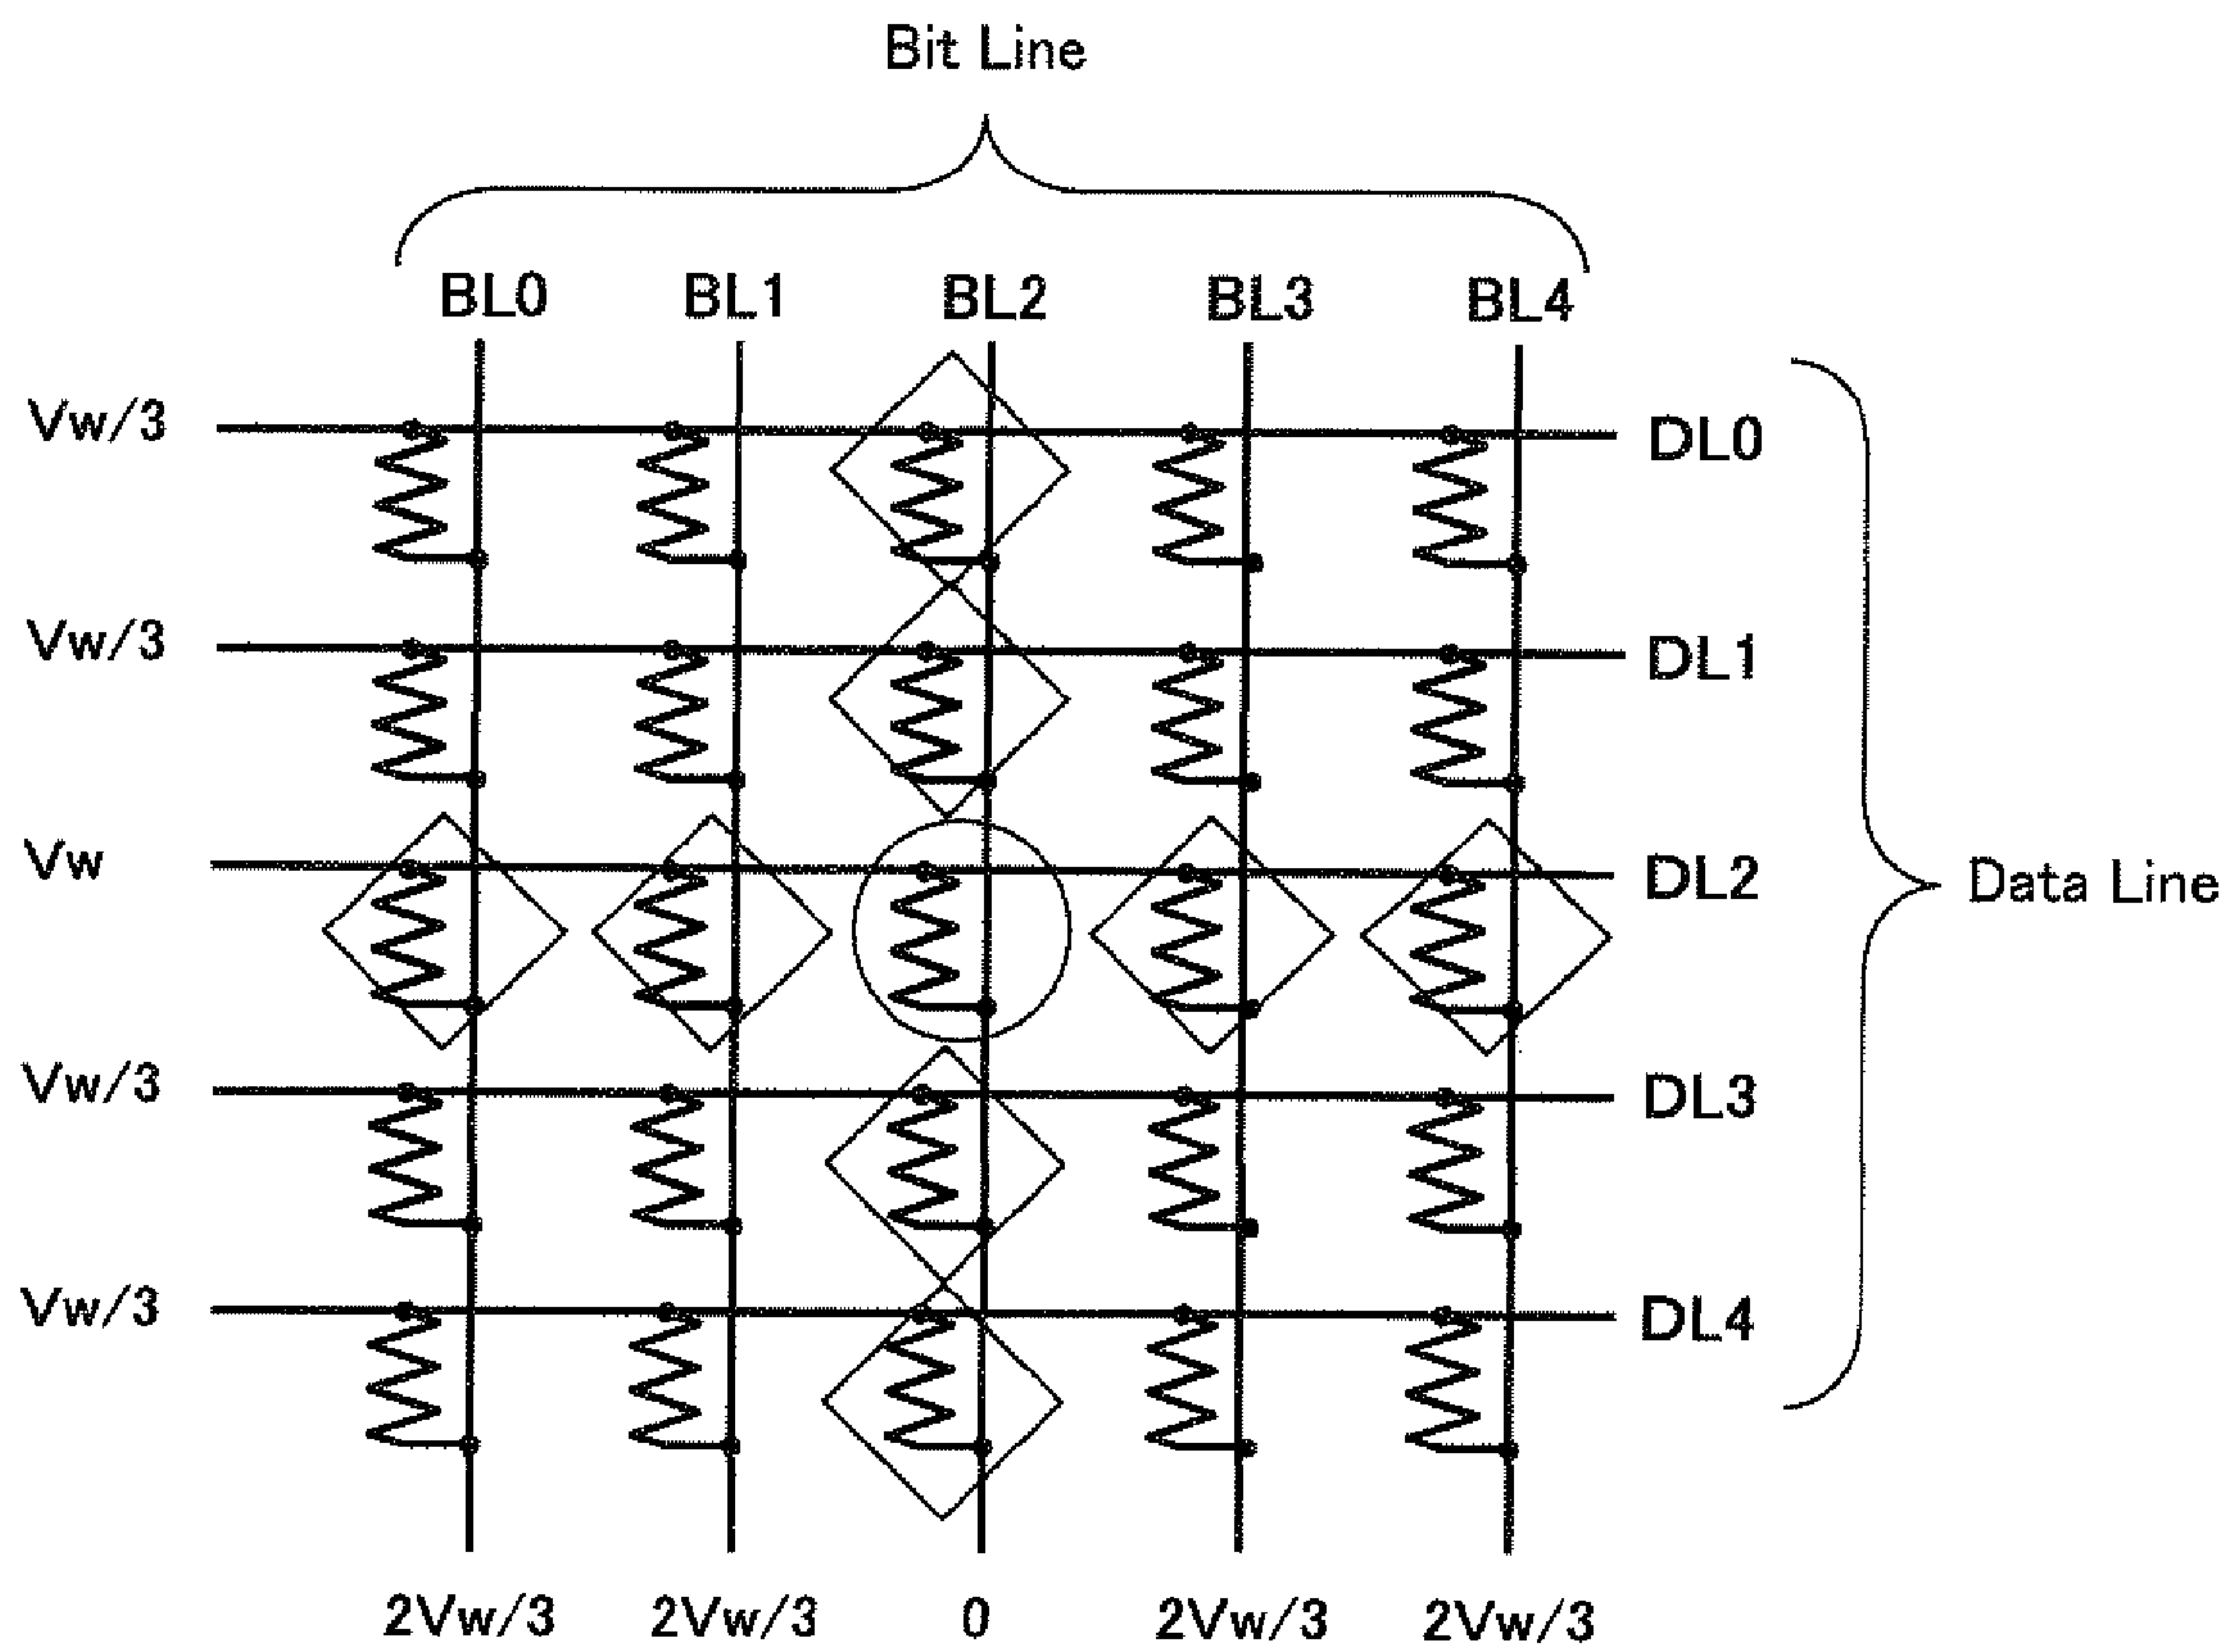 Bit Line
BL0 BL1 BL2 BL3 BL4
Vw/3 DL0
Vw/3 DL1
Vw DL2
Data Line
Vw/3 DL3
Vw/3 DL4
2Vw/3 2Vw/3 0 2Vw/3 2Vw/3